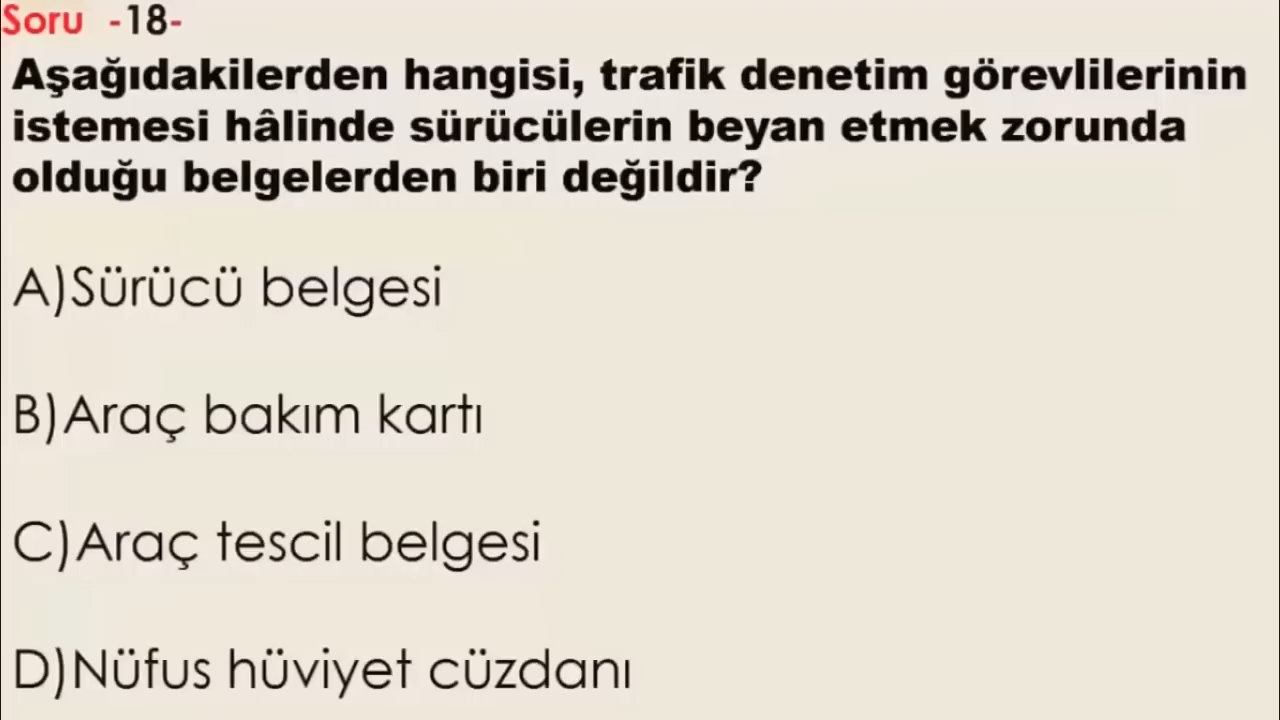 Soru -18-
Aşağıdakilerden hangisi, trafik denetim görevlilerinin
istemesi hâlinde sürücülerin beyan etmek zorunda
olduğu belgelerden biri değildir?
A)Sürücü belgesi
B)Araç bakım kartı
C)Araç tescil belgesi
D)Nüfus hüviyet cüzdanı